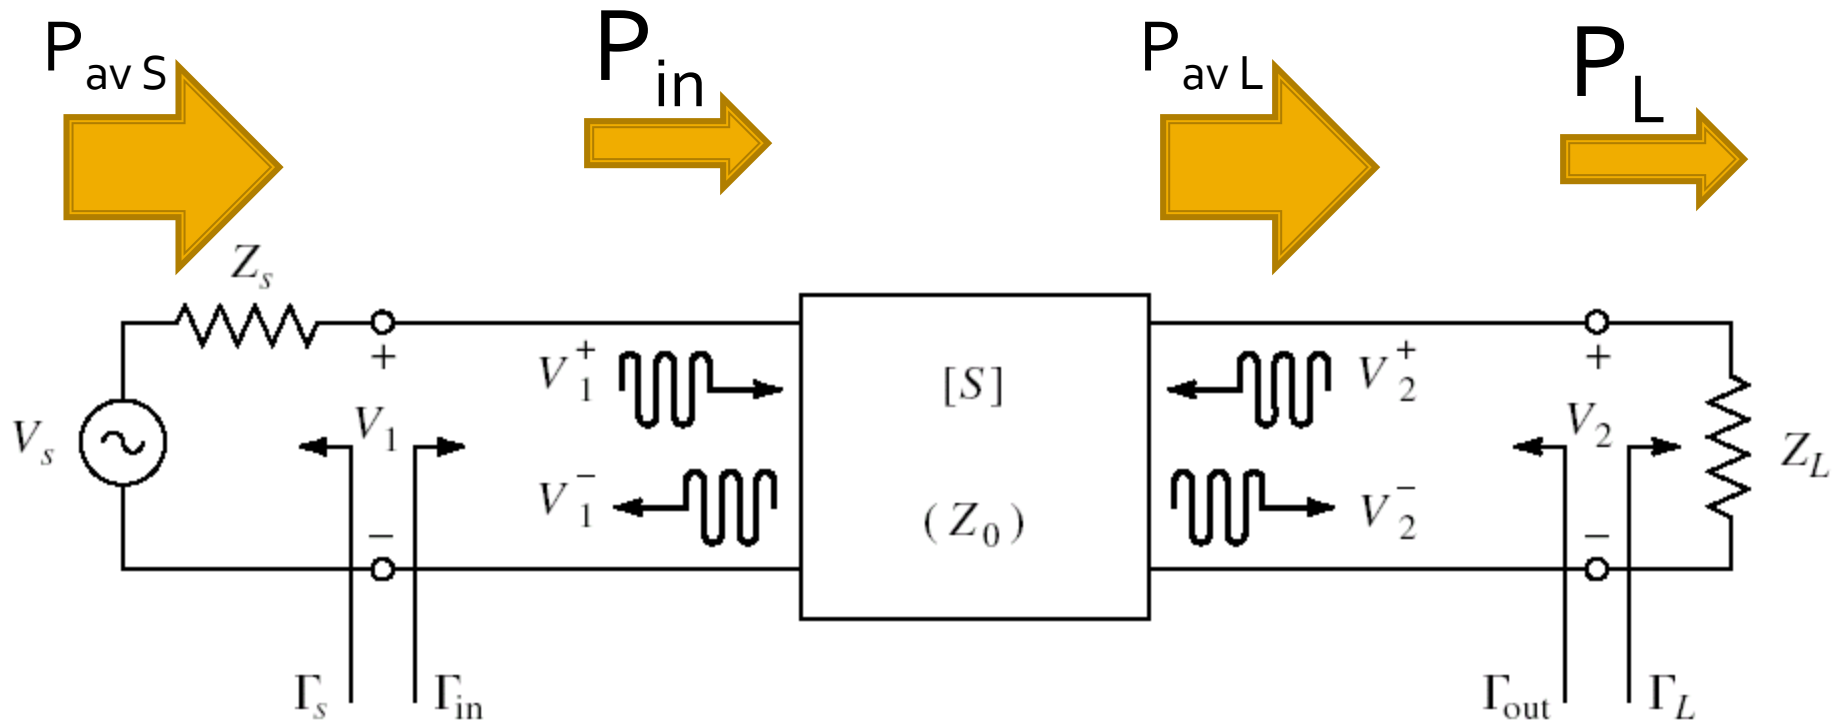 P av S
P in
P av L
P L
Z s
+
V 1 +
[S]
V 2 +
+
V s
V 1
V 2
Z L
V 1 −
(Z 0)
V 2 −
−
−
Γ s
Γ in
Γ out
Γ L